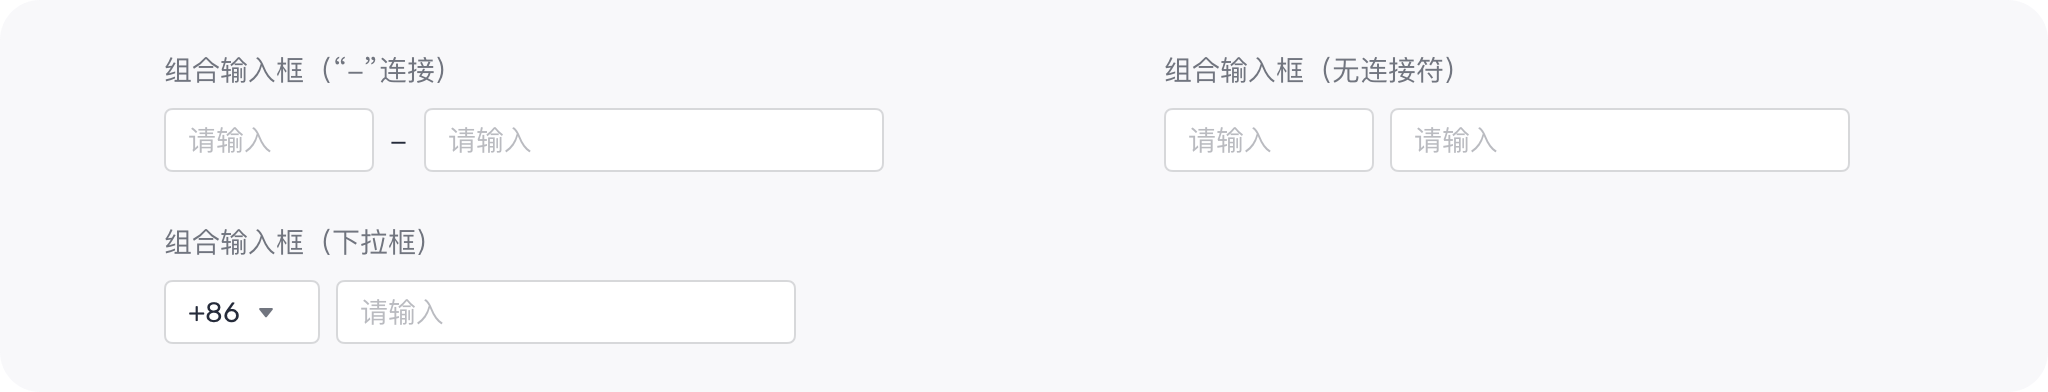 组合输入框（“–”连接）
组合输入框（无连接符）
请输入 – 请输入
请输入 请输入
组合输入框（下拉框）
+86 请输入